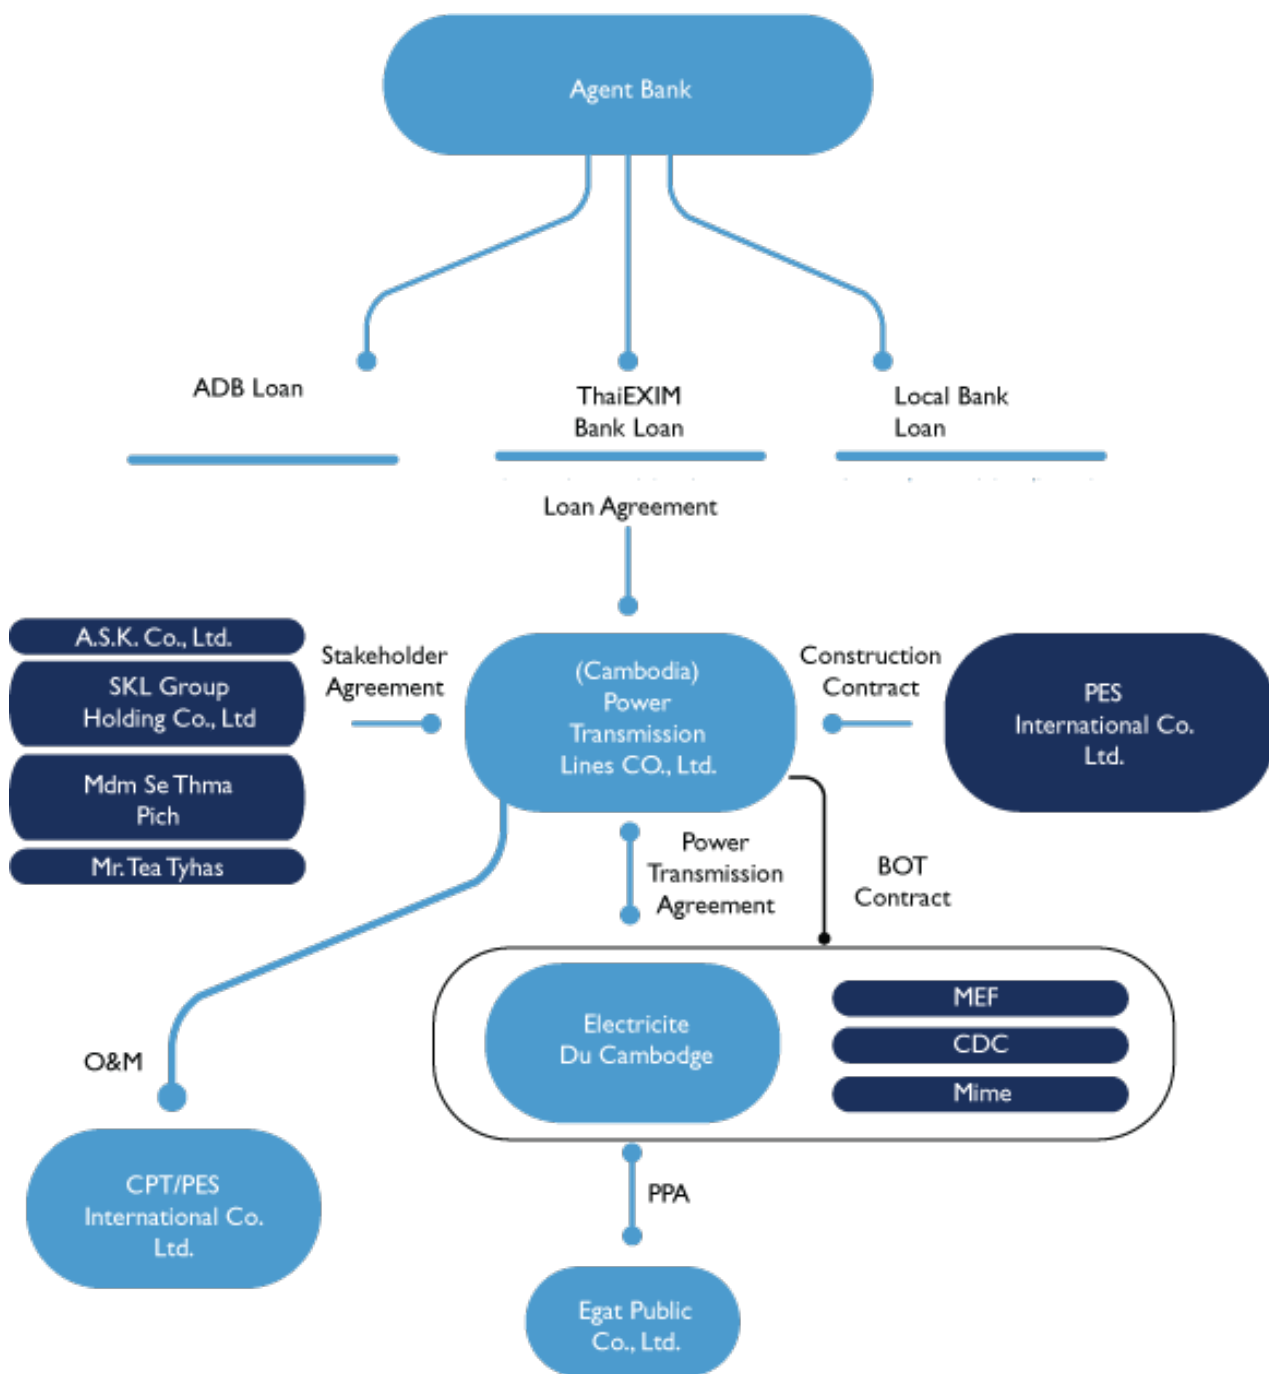 Agent Bank
ADB Loan
ThaiEXIM
Bank Loan
Local Bank
Loan
Loan Agreement
A.S.K. Co., Ltd.
SKL Group
Holding Co., Ltd
Mdm Se Thma
Pich
Mr. Tea Tyhas
Stakeholder
Agreement
(Cambodia)
Power
Transmission
Lines CO., Ltd.
Construction
Contract
PES
International Co.
Ltd.
Power
Transmission
Agreement
BOT
Contract
Electricite
Du Cambodge
MEF
CDC
Mime
O&M
CPT/PES
International Co.
Ltd.
PPA
Egat Public
Co., Ltd.